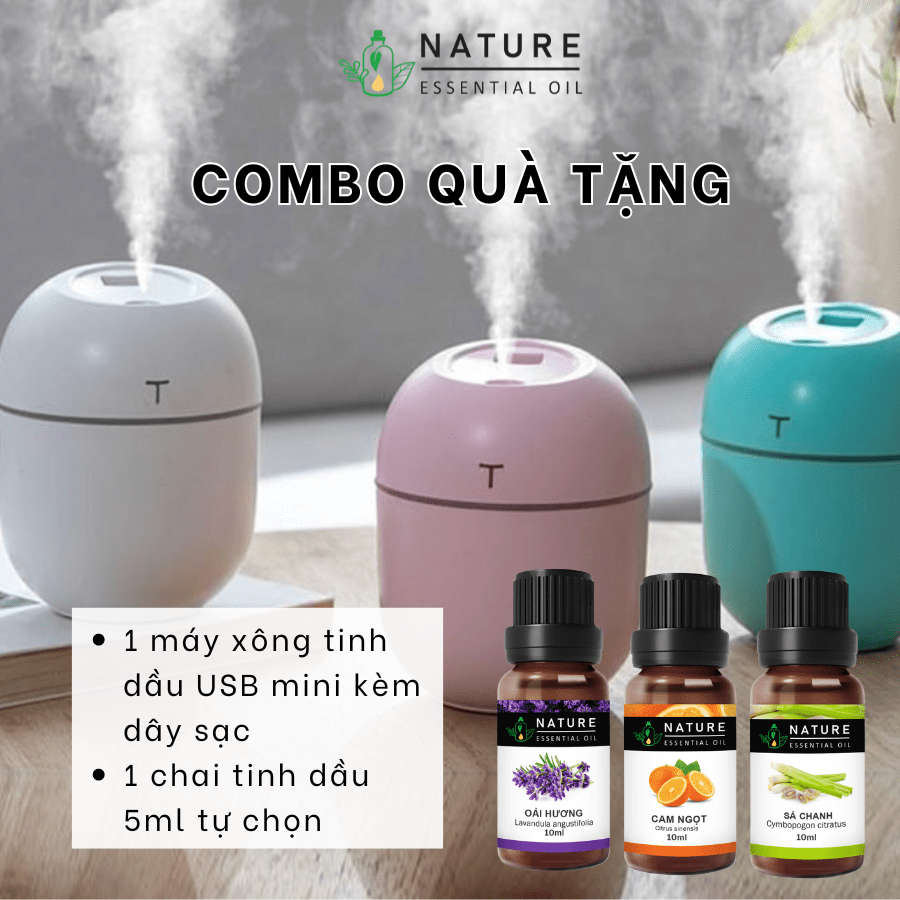 NATURE
ESSENTIAL OIL
COMBO QUÀ TẶNG
T
T
T
• 1 máy xông tinh
dầu USB mini kèm
dây sạc
• 1 chai tinh dầu
5ml tự chọn
NATURE
ESSENTIAL OIL
OẢI HƯƠNG
Lavandula angustifolia
10ml
NATURE
ESSENTIAL OIL
CAM NGỌT
Citrus sinensis
10ml
NATURE
ESSENTIAL OIL
SẢ CHANH
Cymbopogon citratus
10ml